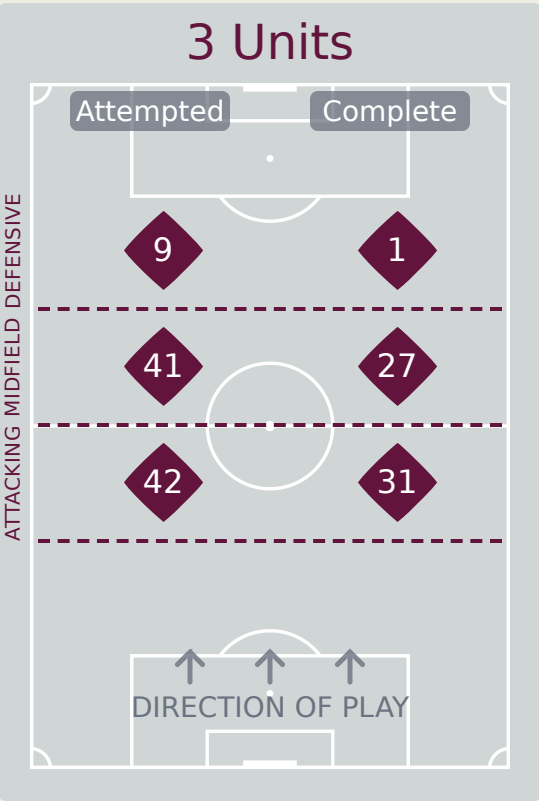 3 Units
Attempted Complete
9 1
41 27
42 31
ATTACKING MIDFIELD DEFENSIVE
DIRECTION OF PLAY